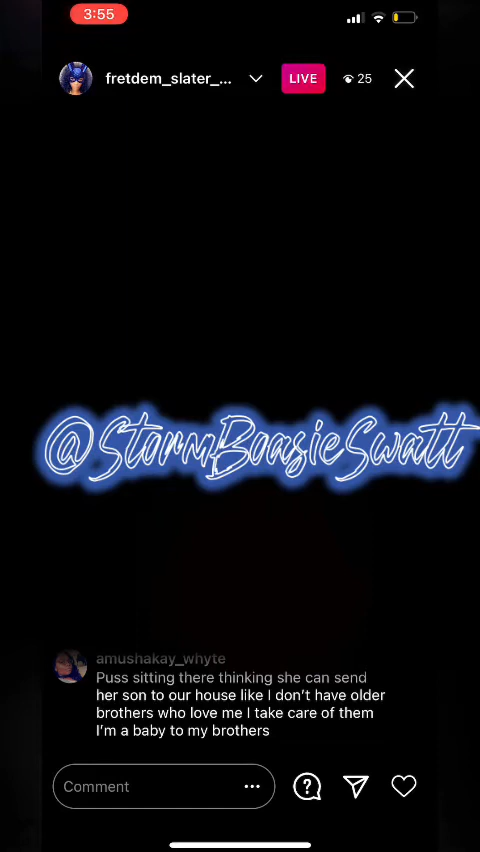 3:55
fretdem_slater_...
LIVE
25
@StormBoasieSwatt
amushakay_whyte
Puss sitting there thinking she can send
her son to our house like I don't have older
brothers who love me I take care of them
I'm a baby to my brothers
Comment